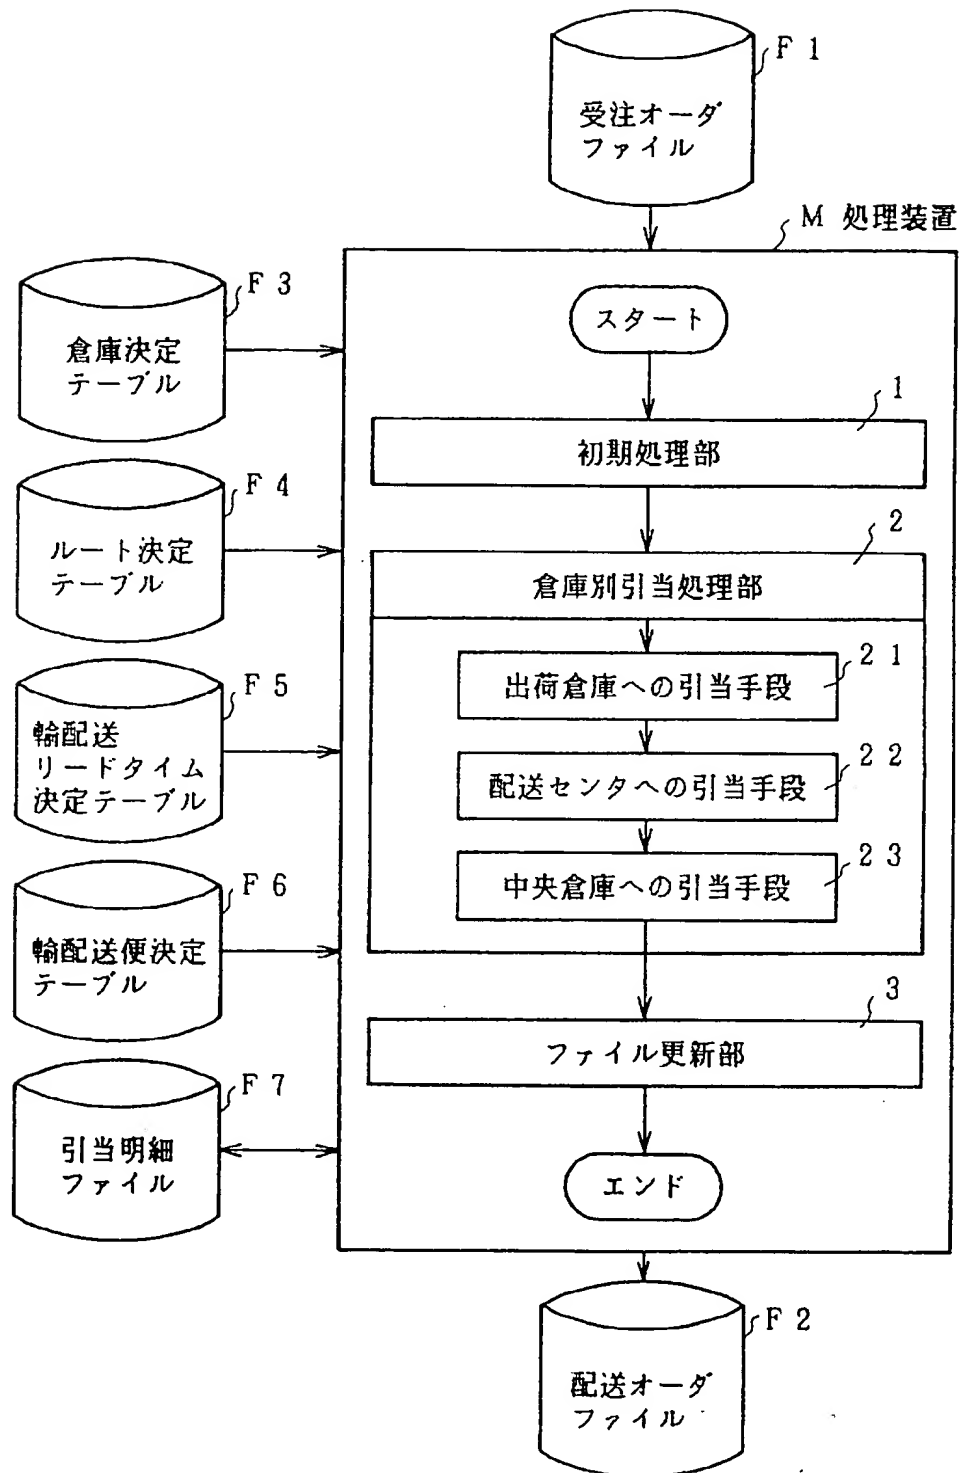 F 1
受注オーダ
ファイル
M 処理装置
F 3
倉庫決定
テーブル
スタート
1
初期処理部
F 4
ルート決定
テーブル
2
倉庫別引当処理部
2 1
出荷倉庫への引当手段
F 5
輸配送
リードタイム
決定テーブル
2 2
配送センタへの引当手段
2 3
中央倉庫への引当手段
F 6
輸配送便決定
テーブル
3
ファイル更新部
F 7
引当明細
ファイル
エンド
F 2
配送オーダ
ファイル